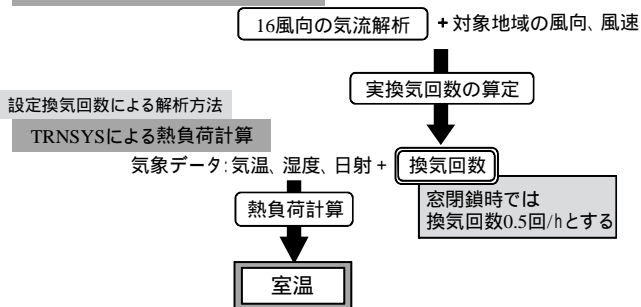 16風向の気流解析 + 対象地域の風向、風速
実換気回数の算定
設定換気回数による解析方法
TRNSYSによる熱負荷計算
気象データ:気温、湿度、日射 + 換気回数
窓閉鎖時では
換気回数0.5回/hとする
熱負荷計算
室温